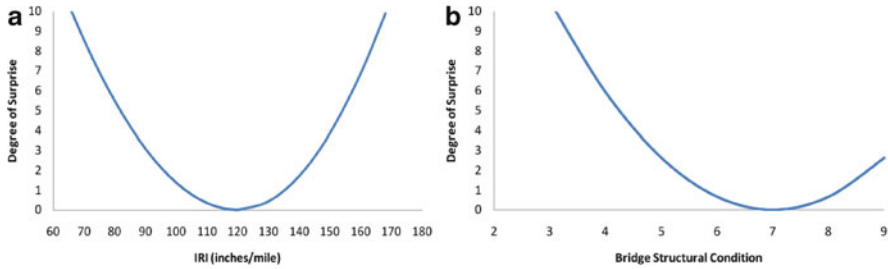 a
Degree of Surprise
10
9
8
7
6
5
4
3
2
1
0
60 70 80 90 100 110 120 130 140 150 160 170 180
IRI (inches/mile)
b
Degree of Surprise
10
9
8
7
6
5
4
3
2
1
0
2 3 4 5 6 7 8 9
Bridge Structural Condition